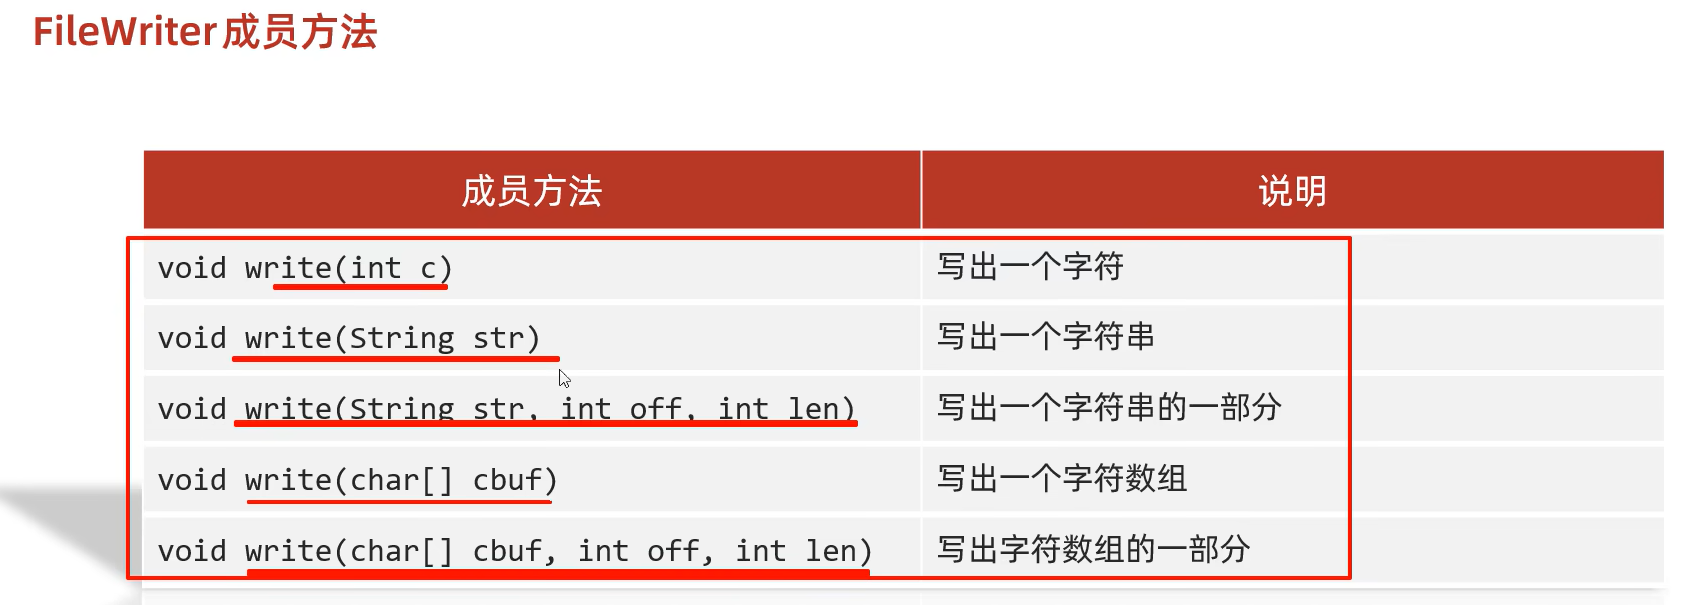 FileWriter成员方法
成员方法 说明
void write(int c) 写出一个字符
void write(String str) 写出一个字符串
void write(String str, int off, int len) 写出一个字符串的一部分
void write(char[] cbuf) 写出一个字符数组
void write(char[] cbuf, int off, int len) 写出字符数组的一部分